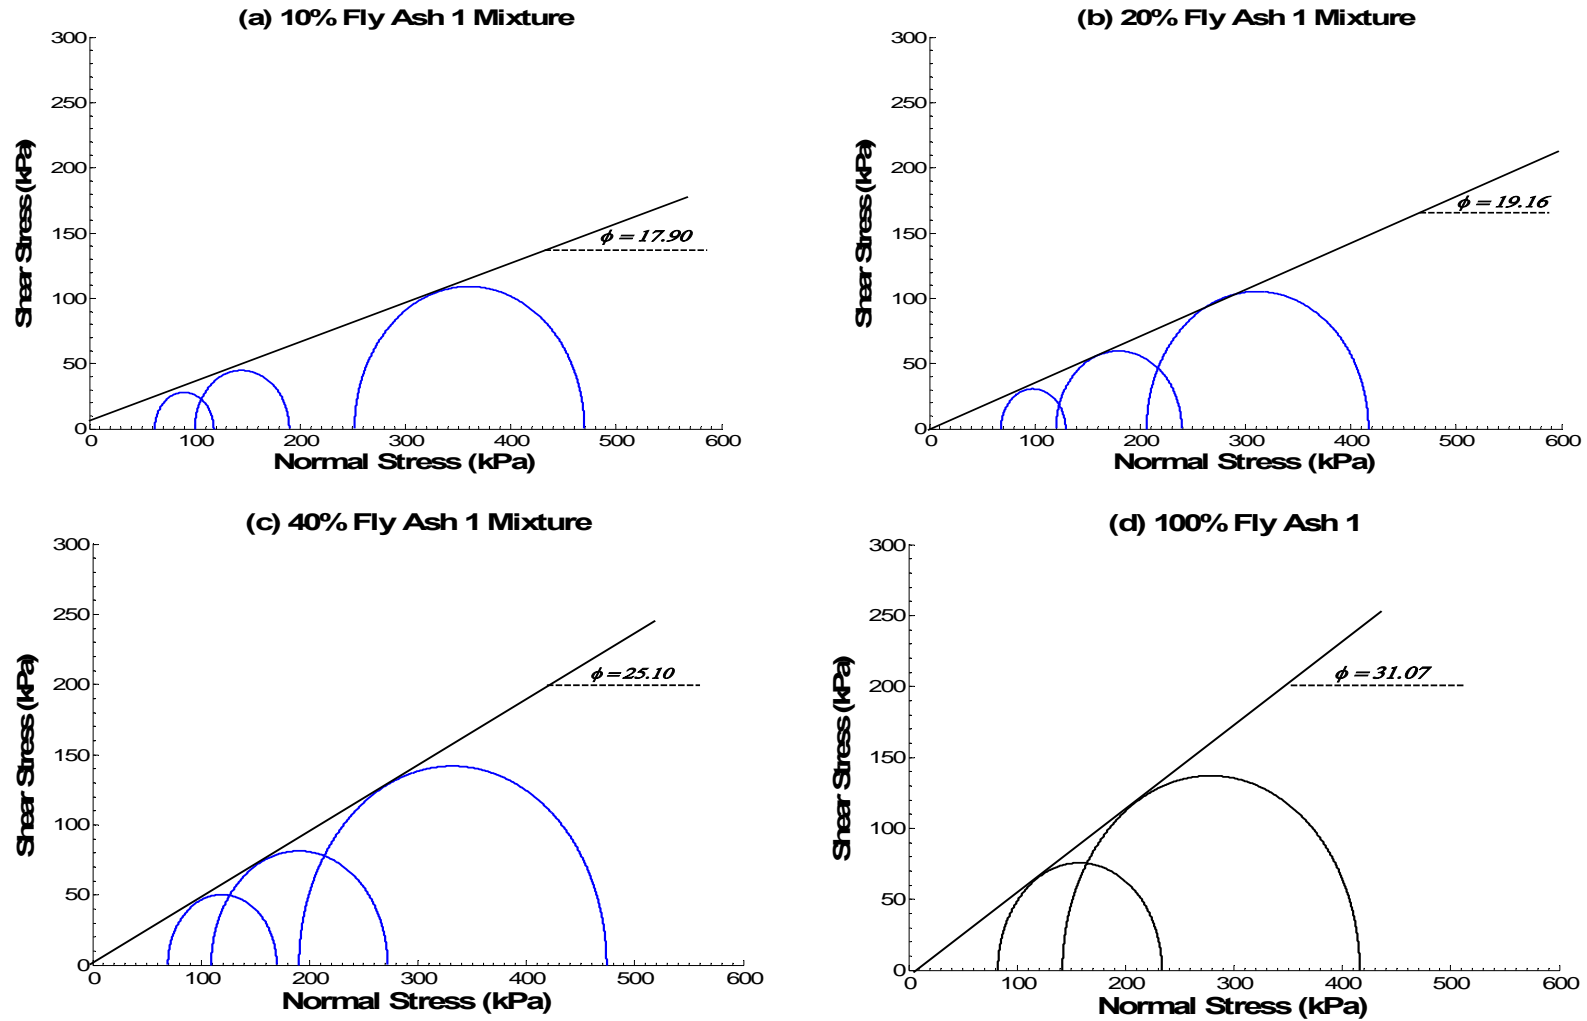 (a) 10% Fly Ash 1 Mixture
300
250
200
150
100
50
0
Shear Stress (kPa)
ϕ = 17.90
0 100 200 300 400 500 600
Normal Stress (kPa)
(b) 20% Fly Ash 1 Mixture
300
250
200
150
100
50
0
Shear Stress (kPa)
ϕ = 19.16
0 100 200 300 400 500 600
Normal Stress (kPa)
(c) 40% Fly Ash 1 Mixture
300
250
200
150
100
50
0
Shear Stress (kPa)
ϕ = 25.10
0 100 200 300 400 500 600
Normal Stress (kPa)
(d) 100% Fly Ash 1
300
250
200
150
100
50
0
Shear Stress (kPa)
ϕ = 31.07
0 100 200 300 400 500 600
Normal Stress (kPa)